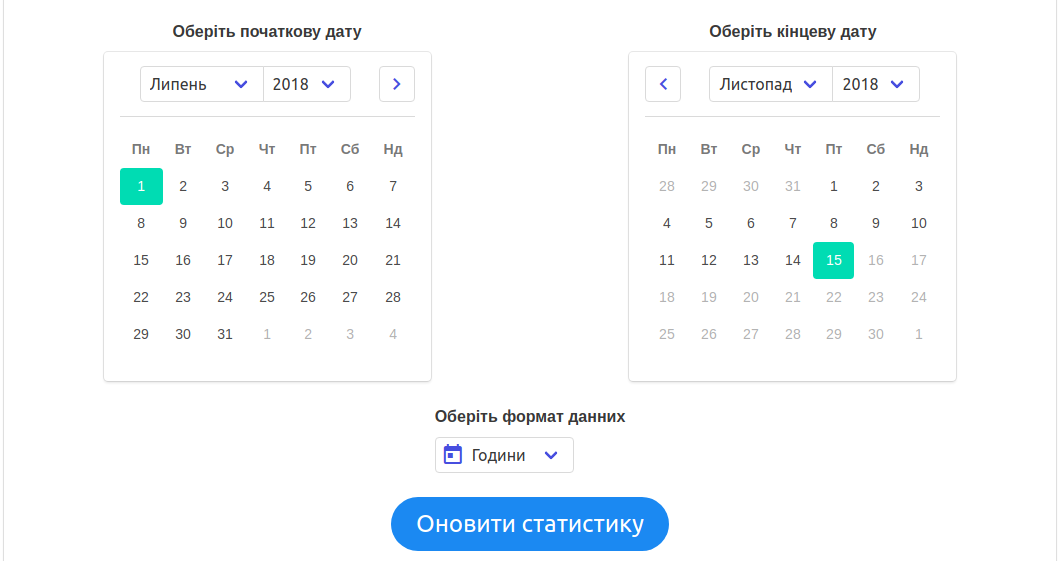 Оберіть початкову дату
Липень 2018
Пн Вт Ср Чт Пт Сб Нд
1 2 3 4 5 6 7
8 9 10 11 12 13 14
15 16 17 18 19 20 21
22 23 24 25 26 27 28
29 30 31 1 2 3 4
Оберіть кінцеву дату
Листопад 2018
Пн Вт Ср Чт Пт Сб Нд
28 29 30 31 1 2 3
4 5 6 7 8 9 10
11 12 13 14 15 16 17
18 19 20 21 22 23 24
25 26 27 28 29 30 1
Оберіть формат данних
Години
Оновити статистику